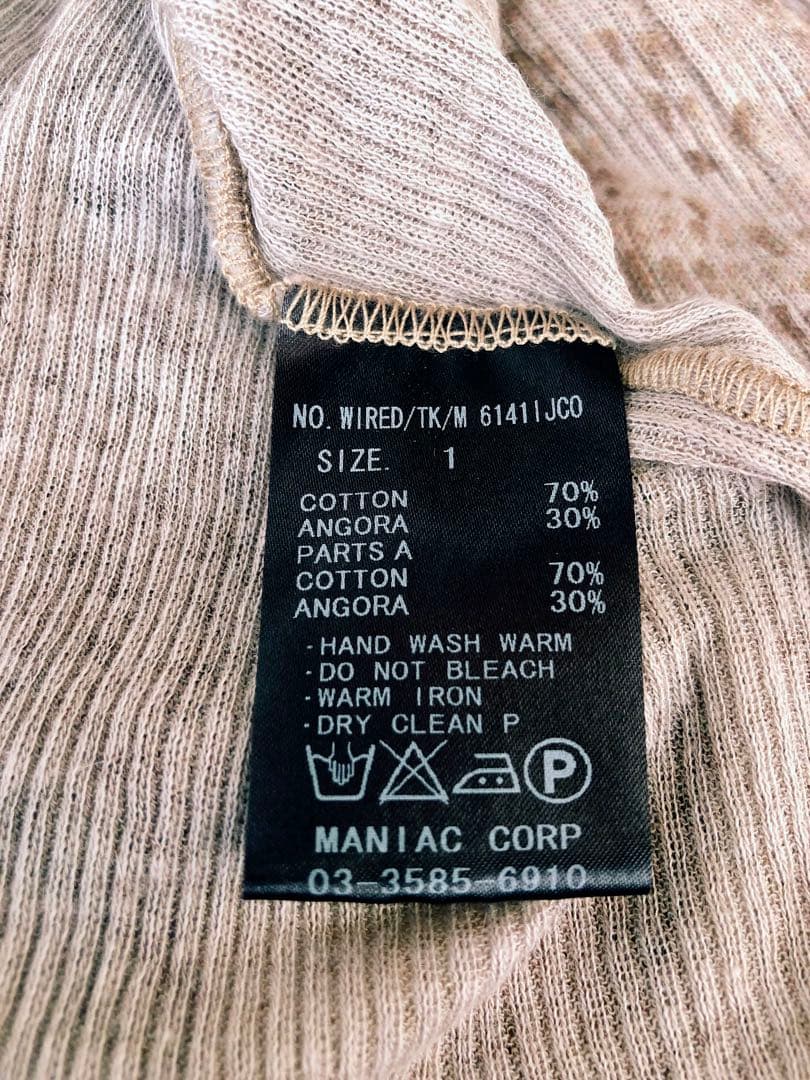 NO. WIRED/TK/M 61411JCO
SIZE. 1
COTTON 70%
ANGORA 30%
PARTS A
COTTON 70%
ANGORA 30%
·HAND WASH WARM
·DO NOT BLEACH
·WARM IRON
·DRY CLEAN P
P
MANIAC CORP
03-3585-6910